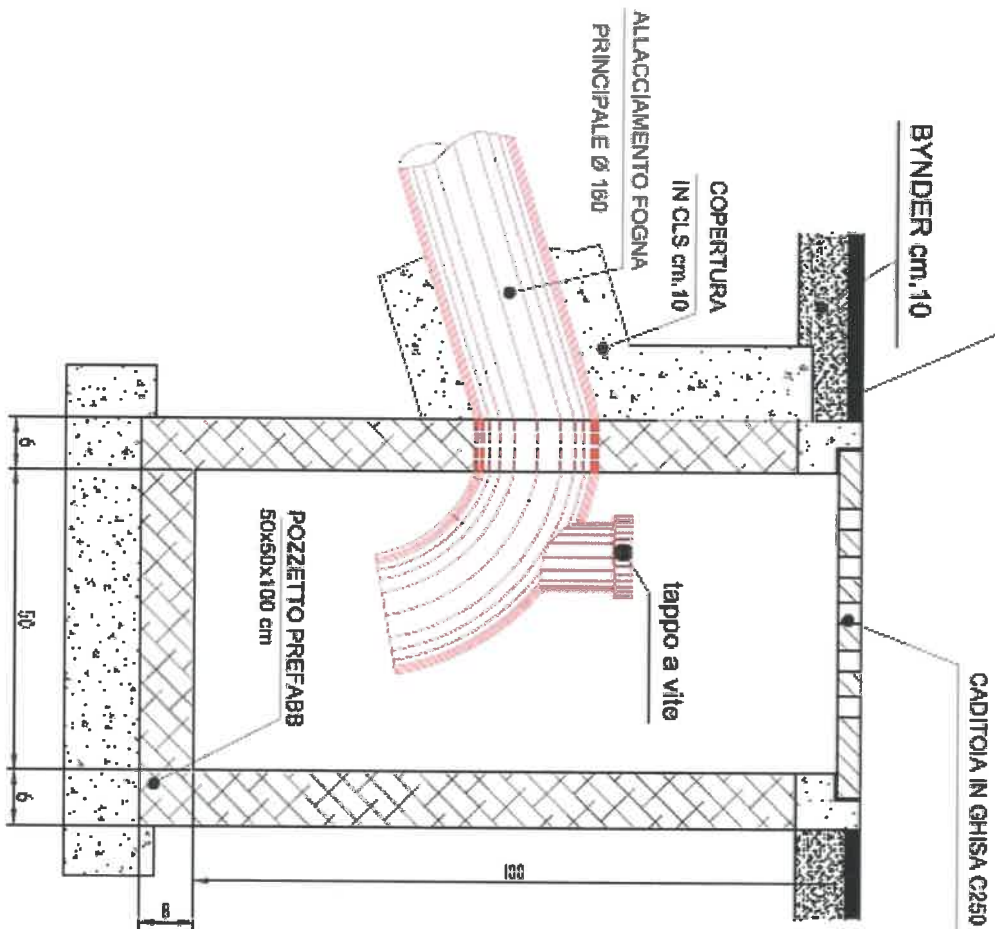 CADITOIA IN GHISA C250
BYNDER cm.10
COPERTURA
IN CLS cm.10
ALLACCIAMENTO FOGNA
PRINCIPALE Ø 160
tappo a vite
POZZETTO PREFABB
50x50x100 cm
6
50
6
100
8